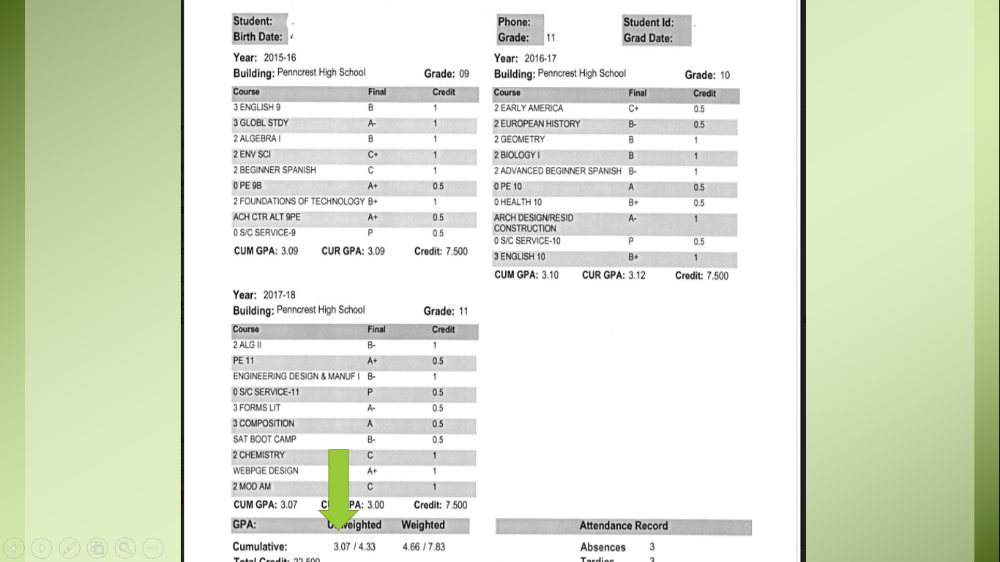 Student: Phone: Student Id:
Birth Date: Grade: 11 Grad Date:
Year: 2015-16
Building: Penncrest High School Grade: 09
Course Final Credit
3 ENGLISH 9 B 1
3 GLOBL STDY A- 1
2 ALGEBRA I B 1
2 ENV SCI C+ 1
2 BEGINNER SPANISH C 1
0 PE 9B A+ 0.5
2 FOUNDATIONS OF TECHNOLOGY B+ 1
ACH CTR ALT 9PE A+ 0.5
0 S/C SERVICE-9 P 0.5
CUM GPA: 3.09 CUR GPA: 3.09 Credit: 7.500
Year: 2016-17
Building: Penncrest High School Grade: 10
Course Final Credit
2 EARLY AMERICA C+ 0.5
2 EUROPEAN HISTORY B- 0.5
2 GEOMETRY B 1
2 BIOLOGY I B 1
2 ADVANCED BEGINNER SPANISH B- 1
0 PE 10 A 0.5
0 HEALTH 10 B+ 0.5
ARCH DESIGN/RESID A- 1
CONSTRUCTION
0 S/C SERVICE-10 P 0.5
3 ENGLISH 10 B+ 1
CUM GPA: 3.10 CUR GPA: 3.12 Credit: 7.500
Year: 2017-18
Building: Penncrest High School Grade: 11
Course Final Credit
2 ALG II B- 1
PE 11 A+ 0.5
ENGINEERING DESIGN & MANUF I B- 1
0 S/C SERVICE-11 P 0.5
3 FORMS LIT A- 0.5
3 COMPOSITION A 0.5
SAT BOOT CAMP B- 0.5
2 CHEMISTRY C 1
WEBPGE DESIGN A+ 1
2 MOD AM C 1
CUM GPA: 3.07 GPA: 3.00 Credit: 7.500
GPA: Unweighted Weighted
Cumulative: 3.07 / 4.33 4.66 / 7.83
Total Credit: 22.500
Attendance Record
Absences 3
Tardies 3